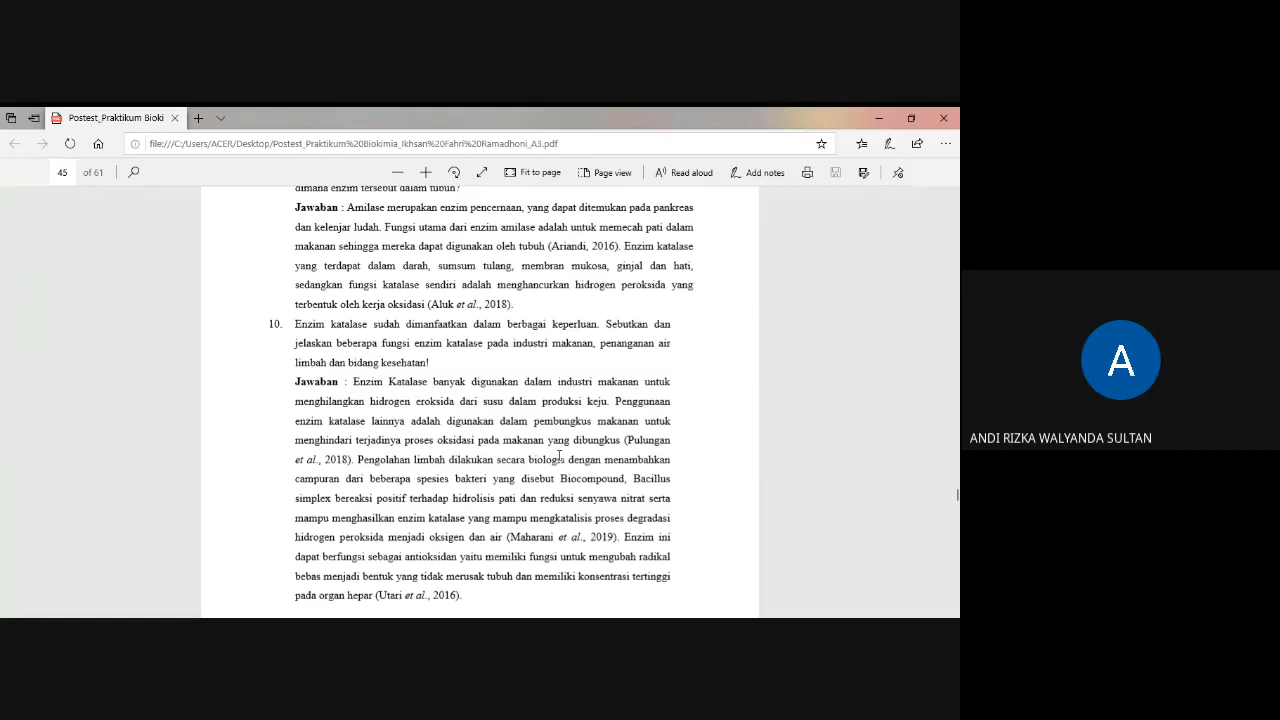 Postest_Praktikum Bioki
file:///C:/Users/ACER/Desktop/Postest_Praktikum%20Biokimia_Ikhsan%20Fahri%20Ramadhoni_A3.pdf
45 of 61
Fit to page
Page view
Read aloud
Add notes
dimana enzim tersebut dalam tubuh?
Jawaban : Amilase merupakan enzim pencernaan, yang dapat ditemukan pada pankreas
dan kelenjar ludah. Fungsi utama dari enzim amilase adalah untuk memecah pati dalam
makanan sehingga mereka dapat digunakan oleh tubuh (Ariandi, 2016). Enzim katalase
yang terdapat dalam darah, sumsum tulang, membran mukosa, ginjal dan hati,
sedangkan fungsi katalase sendiri adalah menghancurkan hidrogen peroksida yang
terbentuk oleh kerja oksidasi (Aluk et al., 2018).
10. Enzim katalase sudah dimanfaatkan dalam berbagai keperluan. Sebutkan dan
jelaskan beberapa fungsi enzim katalase pada industri makanan, penanganan air
limbah dan bidang kesehatan!
Jawaban : Enzim Katalase banyak digunakan dalam industri makanan untuk
menghilangkan hidrogen eroksida dari susu dalam produksi keju. Penggunaan
enzim katalase lainnya adalah digunakan dalam pembungkus makanan untuk
menghindari terjadinya proses oksidasi pada makanan yang dibungkus (Pulungan
et al., 2018). Pengolahan limbah dilakukan secara biologis dengan menambahkan
campuran dari beberapa spesies bakteri yang disebut Biocompound, Bacillus
simplex bereaksi positif terhadap hidrolisis pati dan reduksi senyawa nitrat serta
mampu menghasilkan enzim katalase yang mampu mengkatalisis proses degradasi
hidrogen peroksida menjadi oksigen dan air (Maharani et al., 2019). Enzim ini
dapat berfungsi sebagai antioksidan yaitu memiliki fungsi untuk mengubah radikal
bebas menjadi bentuk yang tidak merusak tubuh dan memiliki konsentrasi tertinggi
pada organ hepar (Utari et al., 2016).
A
ANDI RIZKA WALYANDA SULTAN